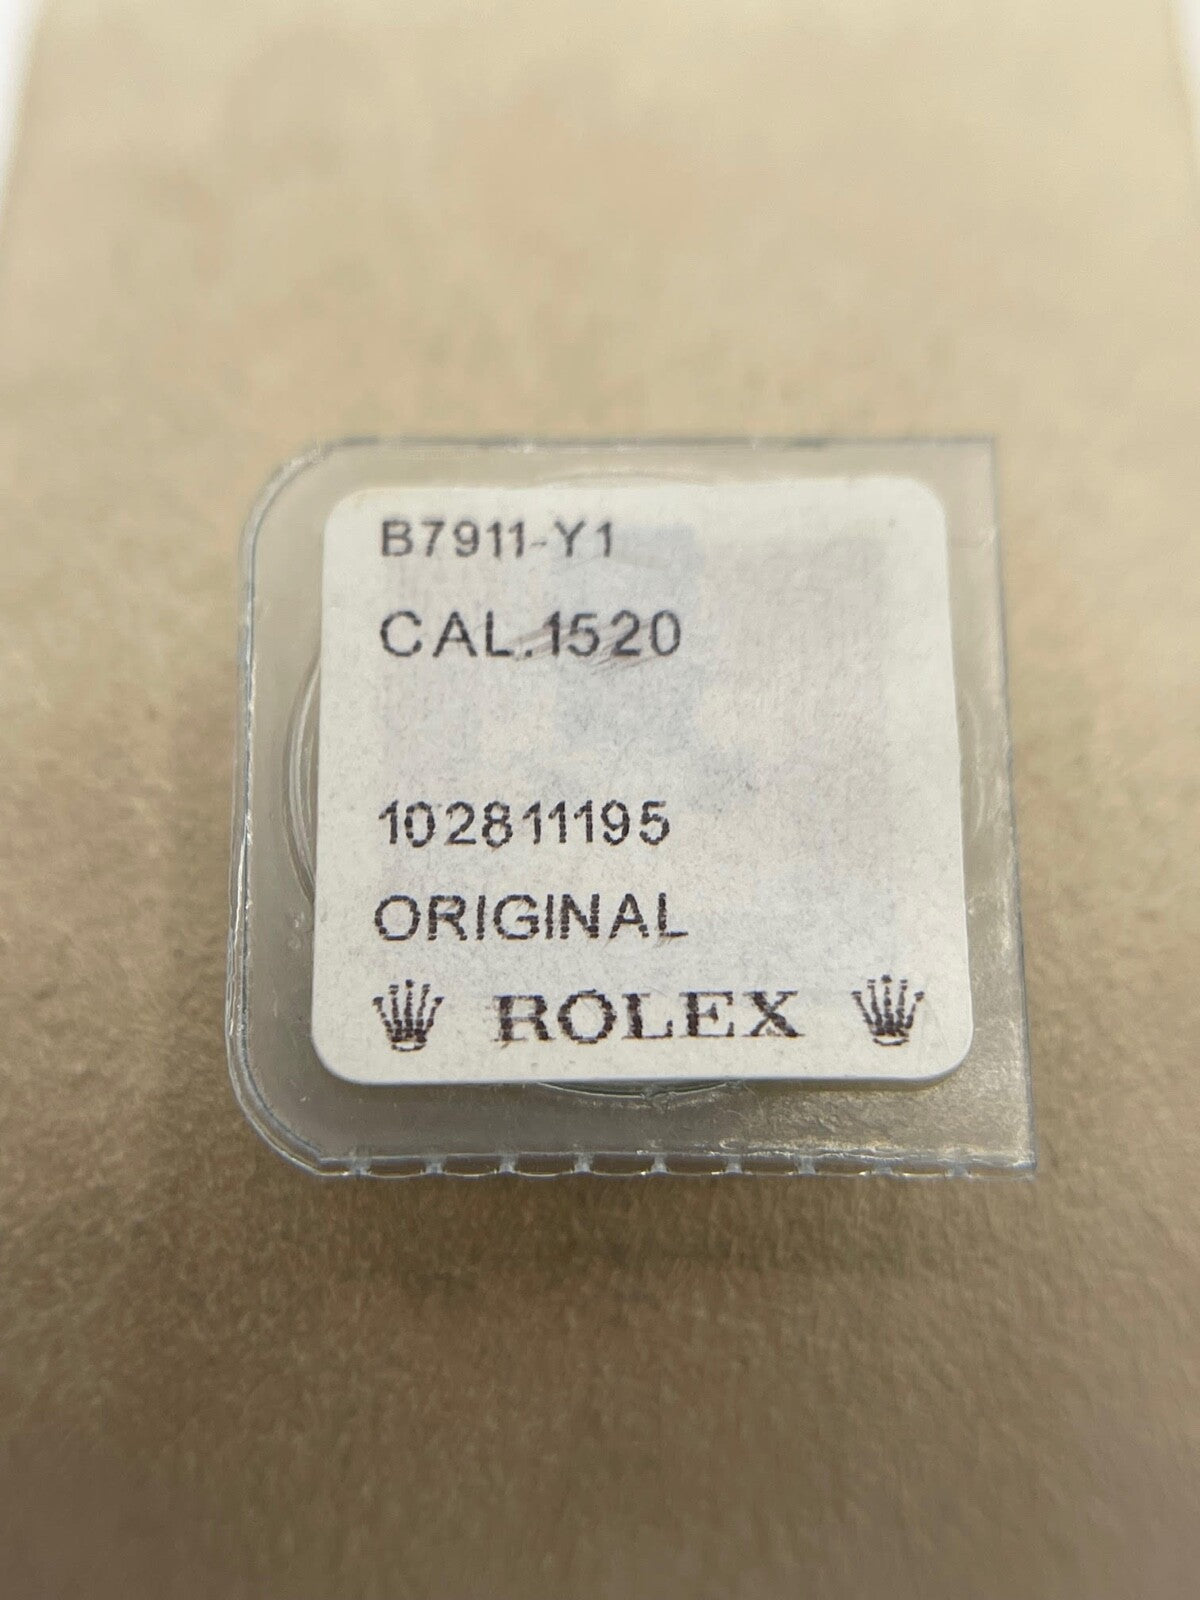 B7911-Y1
CAL.1520
102811195
ORIGINAL
ROLEX